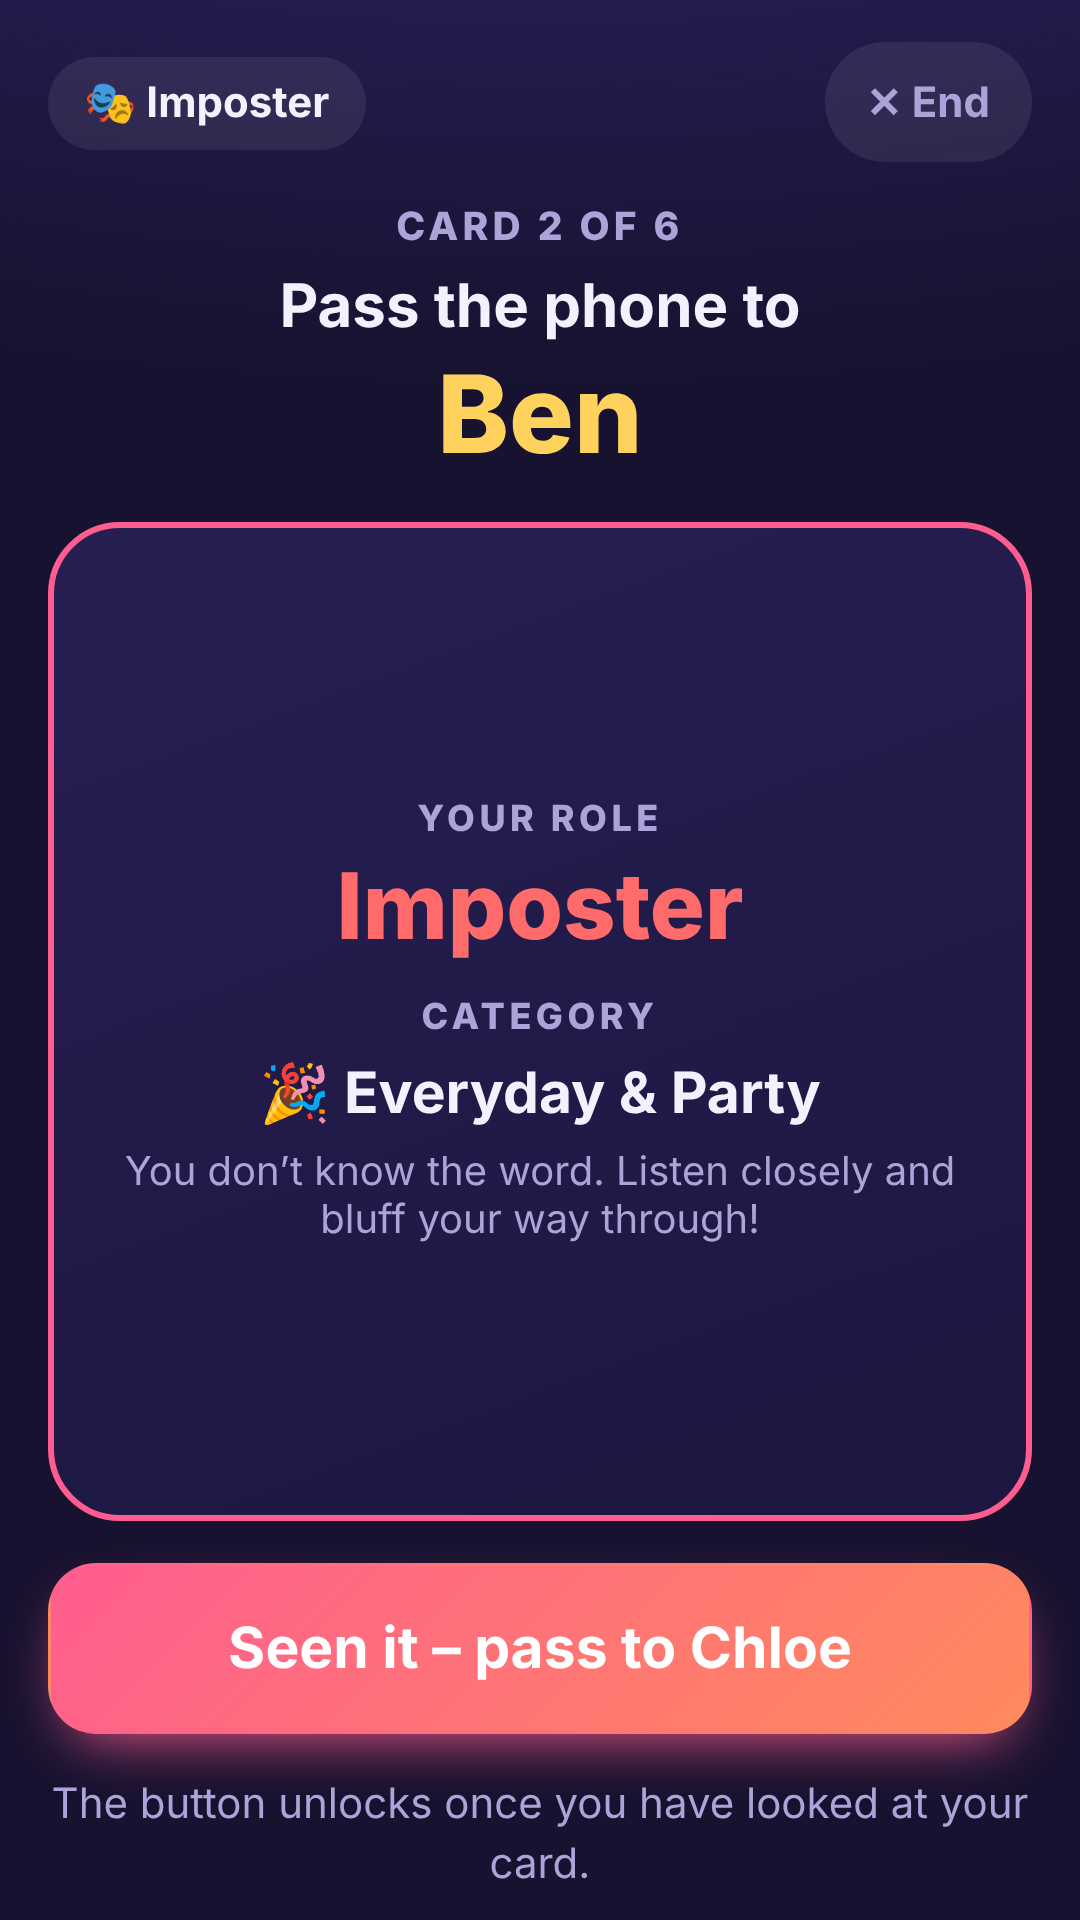 🎭 Imposter
✕ End
CARD 2 OF 6
Pass the phone to
Ben
YOUR ROLE
Imposter
CATEGORY
🎉 Everyday & Party
You don’t know the word. Listen closely and
bluff your way through!
Seen it – pass to Chloe
The button unlocks once you have looked at your
card.